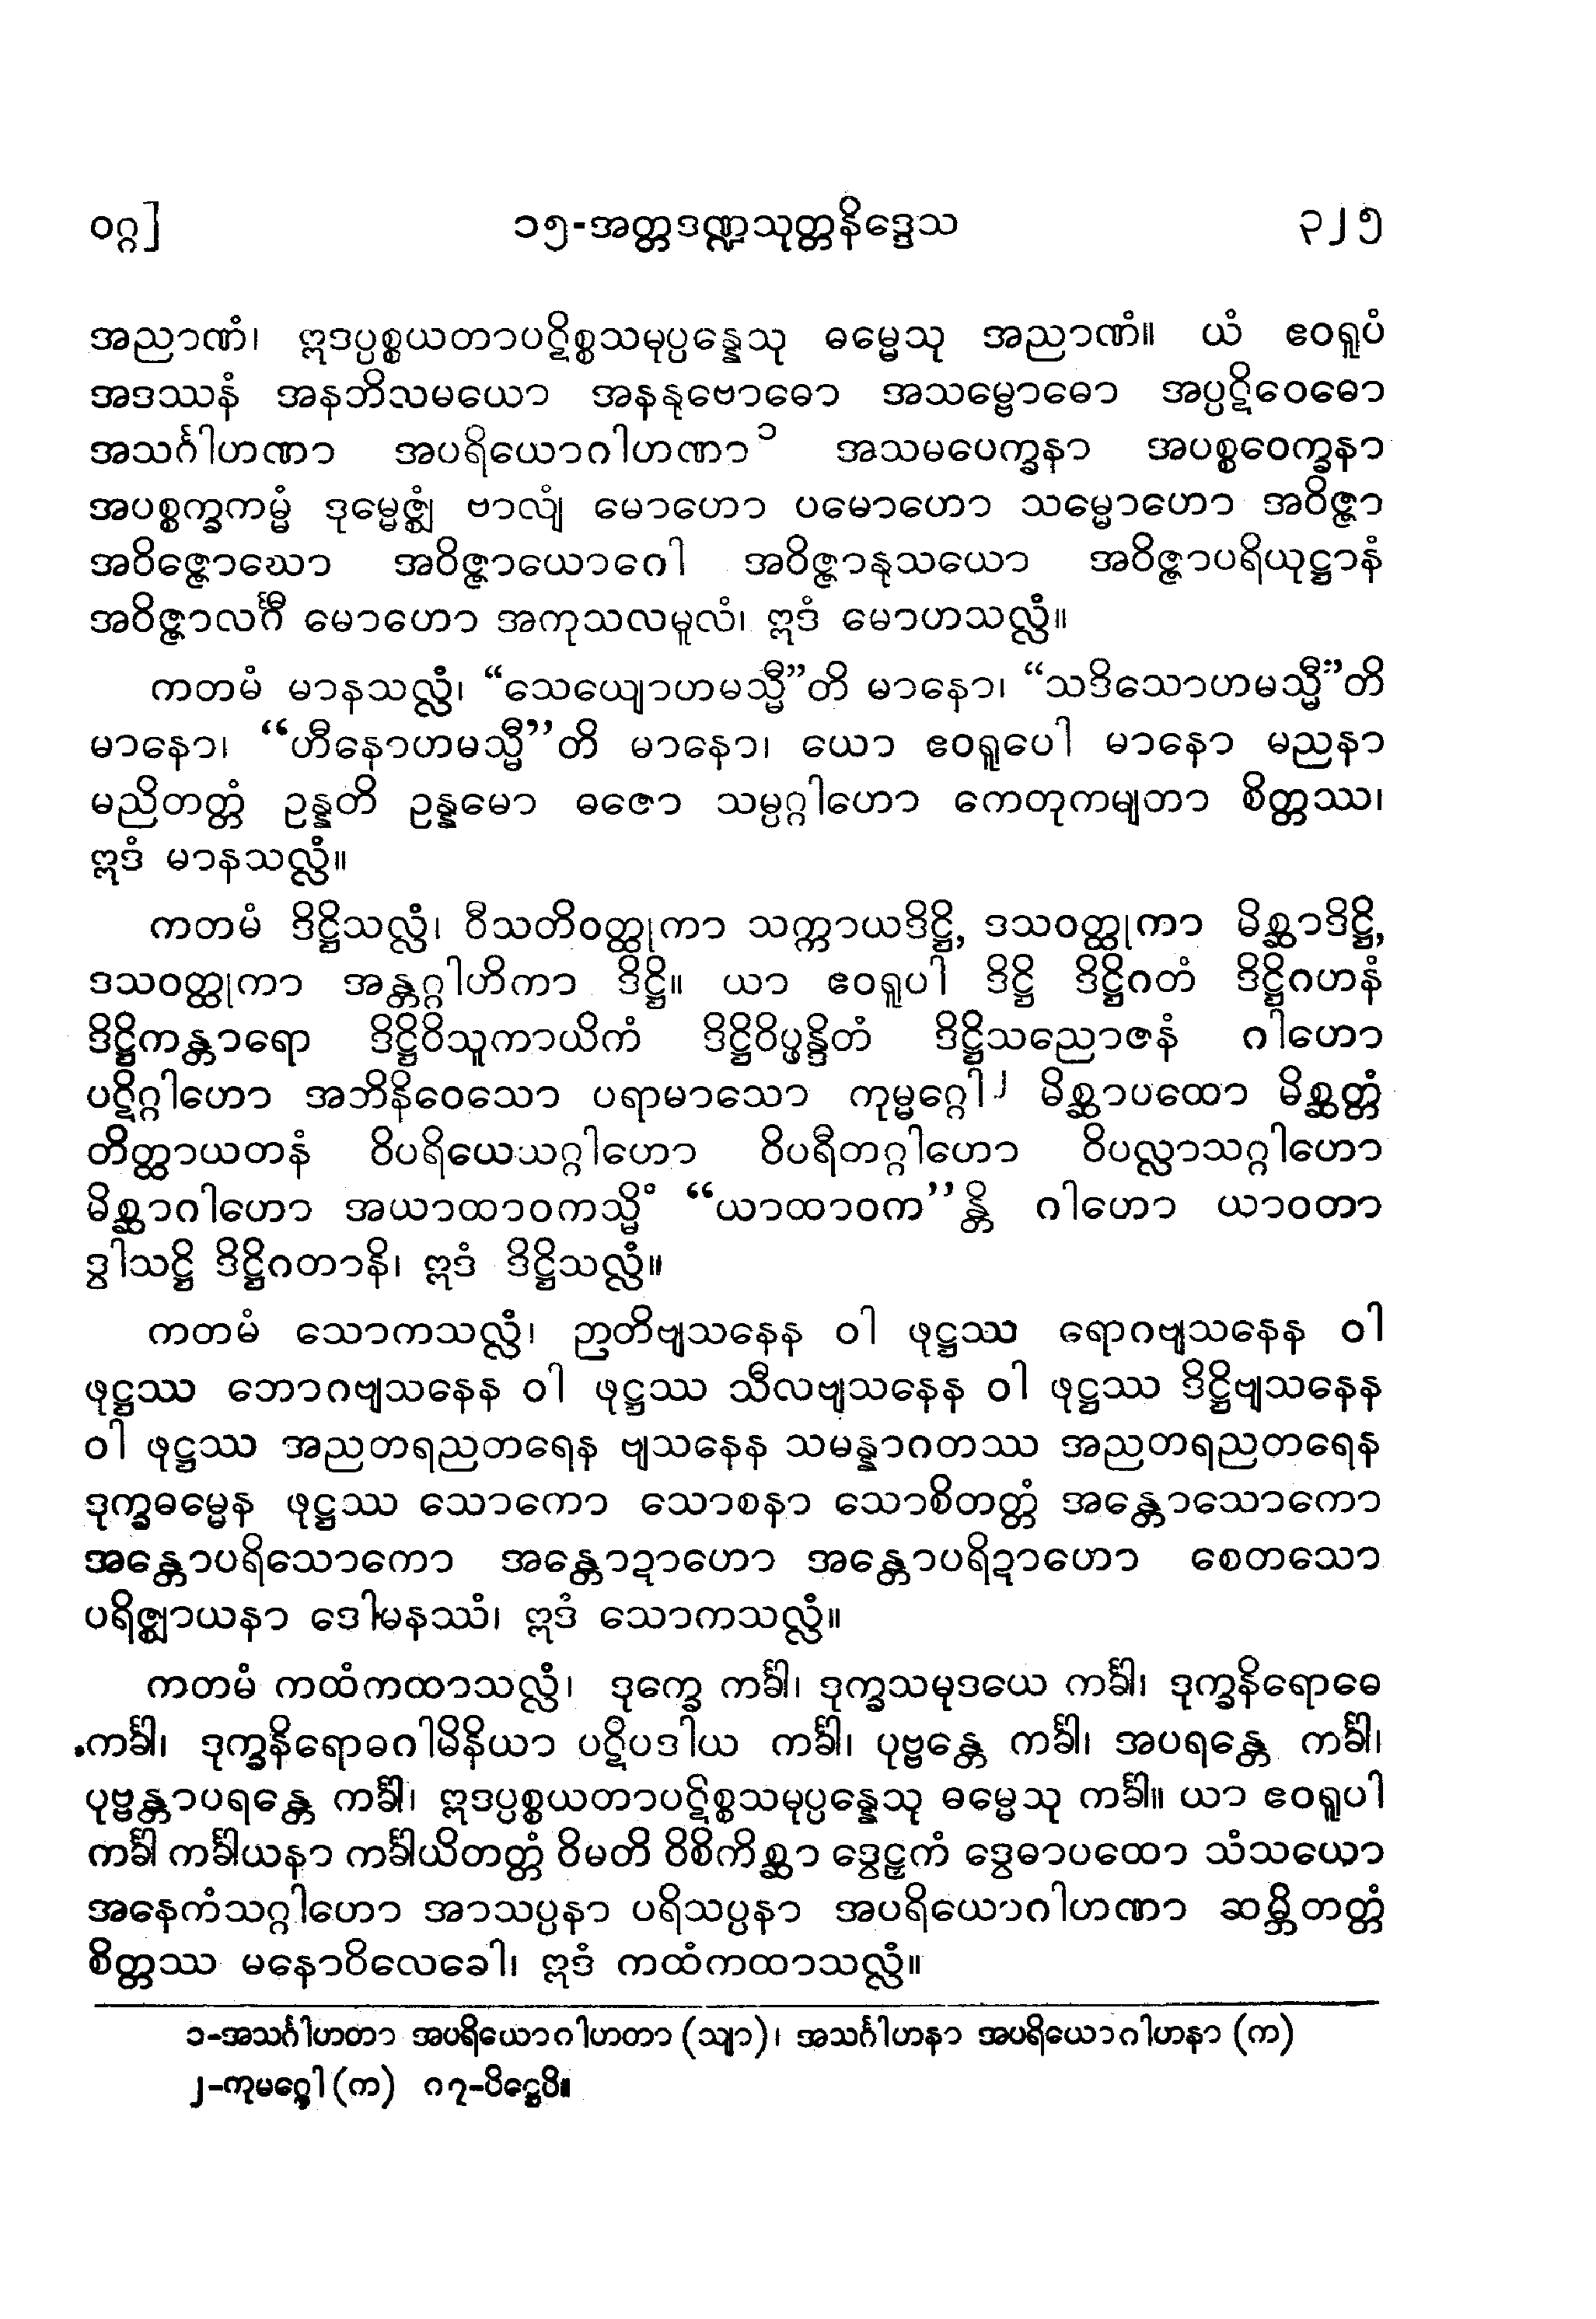 ဝဂ္ဂ] ၁၅-အတ္တဒဏ္ဍသုတ္တနိဒ္ဒေသ ၃၂၅
အညာဏံ၊ ဣဒပ္ပစ္စယတာပဋိစ္စသမုပ္ပန္နေသု ဓမ္မေသု အညာဏံ။ ယံ ဧဝရူပံ
အဒဿနံ အနဘိသမယော အနနုဗောဓော အသမ္ဗောဓော အပ္ပဋိဝေဓော
အသင်္ဂါဟဏာ အပရိယောဂါဟဏာ၁ အသမပေက္ခနာ အပစ္စဝေက္ခနာ
အပစ္စက္ခကမ္မံ ဒုမ္မေဇ္ဈံ ဗာလျံ မောဟော ပမောဟော သမ္မောဟော အဝိဇ္ဇာ
အဝိဇ္ဇောဃော အဝိဇ္ဇာယောဂေါ အဝိဇ္ဇာနုသယော အဝိဇ္ဇာပရိယုဋ္ဌာနံ
အဝိဇ္ဇာလင်္ဂီ မောဟော အကုသလမူလံ၊ ဣဒံ မောဟသလ္လံ။
ကတမံ မာနသလ္လံ၊ “သေယျောဟမသ္မီ”တိ မာနော၊ “သဒိသောဟမသ္မီ”တိ
မာနော၊ “ဟီနောဟမသ္မီ”တိ မာနော၊ ယော ဧဝရူပေါ မာနော မညနာ
မညိတတ္တံ ဥန္နတိ ဥန္နမော ဓဇော သမ္ပဂ္ဂါဟော ကေတုကမျတာ စိတ္တဿ၊
ဣဒံ မာနသလ္လံ။
ကတမံ ဒိဋ္ဌိသလ္လံ၊ ဝီသတိဝတ္ထုကာ သက္ကာယဒိဋ္ဌိ, ဒသဝတ္ထုကာ မိစ္ဆာဒိဋ္ဌိ,
ဒသဝတ္ထုကာ အန္တဂ္ဂါဟိကာ ဒိဋ္ဌိ။ ယာ ဧဝရူပါ ဒိဋ္ဌိ ဒိဋ္ဌိဂတံ ဒိဋ္ဌိဂဟနံ
ဒိဋ္ဌိကန္တာရော ဒိဋ္ဌိဝိသူကာယိကံ ဒိဋ္ဌိဝိပ္ဖန္ဒိတံ ဒိဋ္ဌိသညောဇနံ ဂါဟော
ပဋိဂ္ဂါဟော အဘိနိဝေသော ပရာမာသော ကုမ္မဂ္ဂေါ၂ မိစ္ဆာပထော မိစ္ဆတ္တံ
တိတ္ထာယတနံ ဝိပရိယေသဂ္ဂါဟော ဝိပရီတဂ္ဂါဟော ဝိပလ္လာသဂ္ဂါဟော
မိစ္ဆာဂါဟော အယာထာဝကသ္မိံ “ယာထာဝက”န္တိ ဂါဟော ယာဝတာ
ဒွါသဋ္ဌိ ဒိဋ္ဌိဂတာနိ၊ ဣဒံ ဒိဋ္ဌိသလ္လံ။
ကတမံ သောကသလ္လံ၊ ဉာတိဗျသနေန ဝါ ဖုဋ္ဌဿ ရောဂဗျသနေန ဝါ
ဖုဋ္ဌဿ ဘောဂဗျသနေန ဝါ ဖုဋ္ဌဿ သီလဗျသနေန ဝါ ဖုဋ္ဌဿ ဒိဋ္ဌိဗျသနေန
ဝါ ဖုဋ္ဌဿ အညတရညတရေန ဗျသနေန သမန္နာဂတဿ အညတရညတရေန
ဒုက္ခဓမ္မေန ဖုဋ္ဌဿ သောကော သောစနာ သောစိတတ္တံ အန္တောသောကော
အန္တောပရိသောကော အန္တောဍာဟော အန္တောပရိဍာဟော စေတသော
ပရိဇ္ဈာယနာ ဒေါမနဿံ၊ ဣဒံ သောကသလ္လံ။
ကတမံ ကထံကထာသလ္လံ၊ ဒုက္ခေ ကင်္ခါ၊ ဒုက္ခသမုဒယေ ကင်္ခါ၊ ဒုက္ခနိရောဓေ
ကင်္ခါ၊ ဒုက္ခနိရောဓဂါမိနိယာ ပဋိပဒါယ ကင်္ခါ၊ ပုဗ္ဗန္တေ ကင်္ခါ၊ အပရန္တေ ကင်္ခါ၊
ပုဗ္ဗန္တာပရန္တေ ကင်္ခါ၊ ဣဒပ္ပစ္စယတာပဋိစ္စသမုပ္ပန္နေသု ဓမ္မေသု ကင်္ခါ။ ယာ ဧဝရူပါ
ကင်္ခါ ကင်္ခါယနာ ကင်္ခါယိတတ္တံ ဝိမတိ ဝိစိကိစ္ဆာ ဒွေဠှကံ ဒွေဓာပထော သံသယော
အနေကံသဂ္ဂါဟော အာသပ္ပနာ ပရိသပ္ပနာ အပရိယောဂါဟဏာ ဆမ္ဘိတတ္တံ
စိတ္တဿ မနောဝိလေခေါ၊ ဣဒံ ကထံကထာသလ္လံ။
၁-အသင်္ဂါဟတာ အပရိယောဂါဟတာ (သျာ)၊ အသင်္ဂါဟနာ အပရိယောဂါဟနာ (က)
၂-ကုမဂ္ဂေါ (က) ဂ၇-ပိဋ္ဌေပိ။